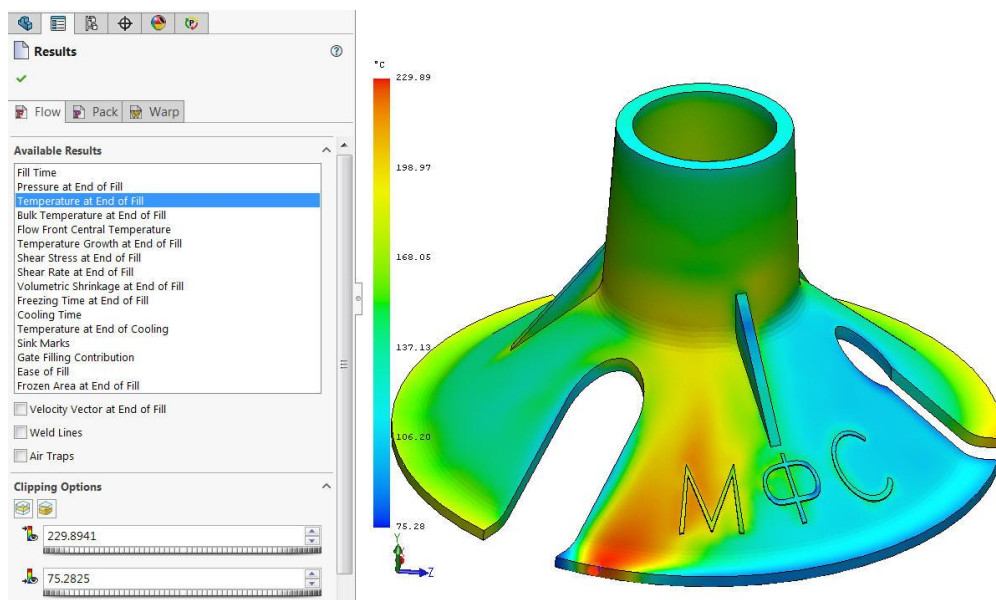 Results
Flow
Pack
Warp
Available Results
Fill Time
Pressure at End of Fill
Temperature at End of Fill
Bulk Temperature at End of Fill
Flow Front Central Temperature
Temperature Growth at End of Fill
Shear Stress at End of Fill
Shear Rate at End of Fill
Volumetric Shrinkage at End of Fill
Freezing Time at End of Fill
Cooling Time
Temperature at End of Cooling
Sink Marks
Gate Filling Contribution
Ease of Fill
Frozen Area at End of Fill
Velocity Vector at End of Fill
Weld Lines
Air Traps
Clipping Options
229.8941
75.2825
°C
229.89
198.97
168.05
137.13
106.20
75.28
Y
X
Z
МФС